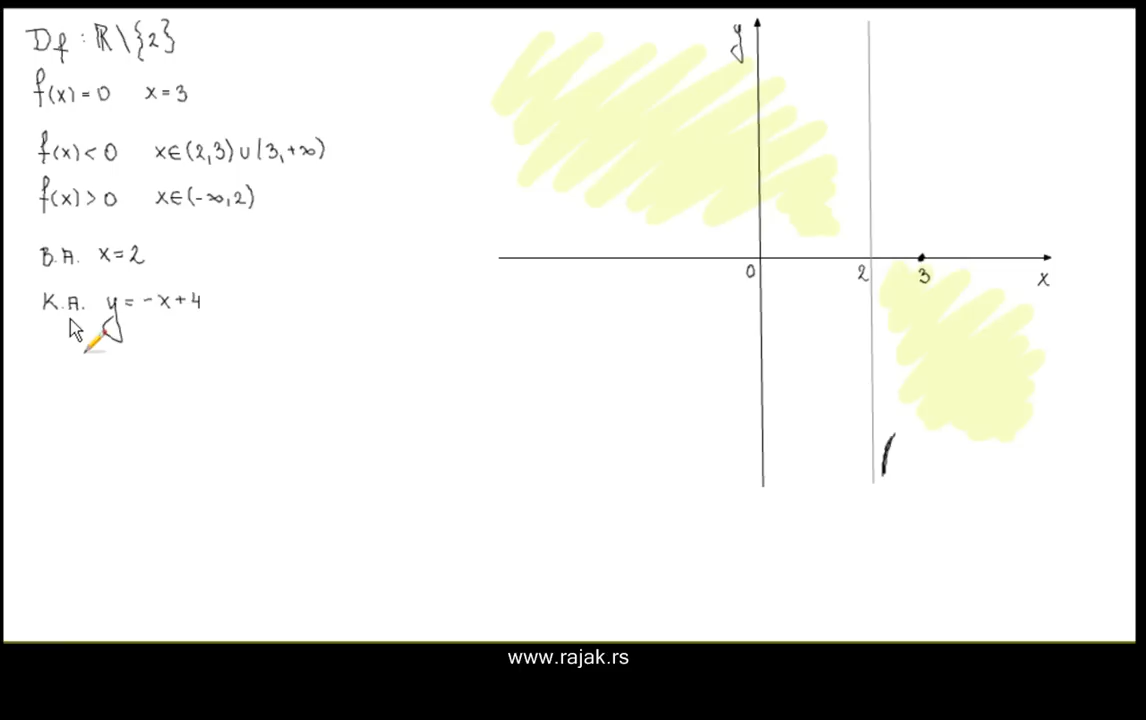 Df : ℝ \ {2}
f(x) = 0 x = 3
f(x) < 0 x ∈ (2,3) ∪ (3,+∞)
f(x) > 0 x ∈ (-∞,2)
B.A. x = 2
K.A. y = -x + 4
y
0 2 3 x
www.rajak.rs